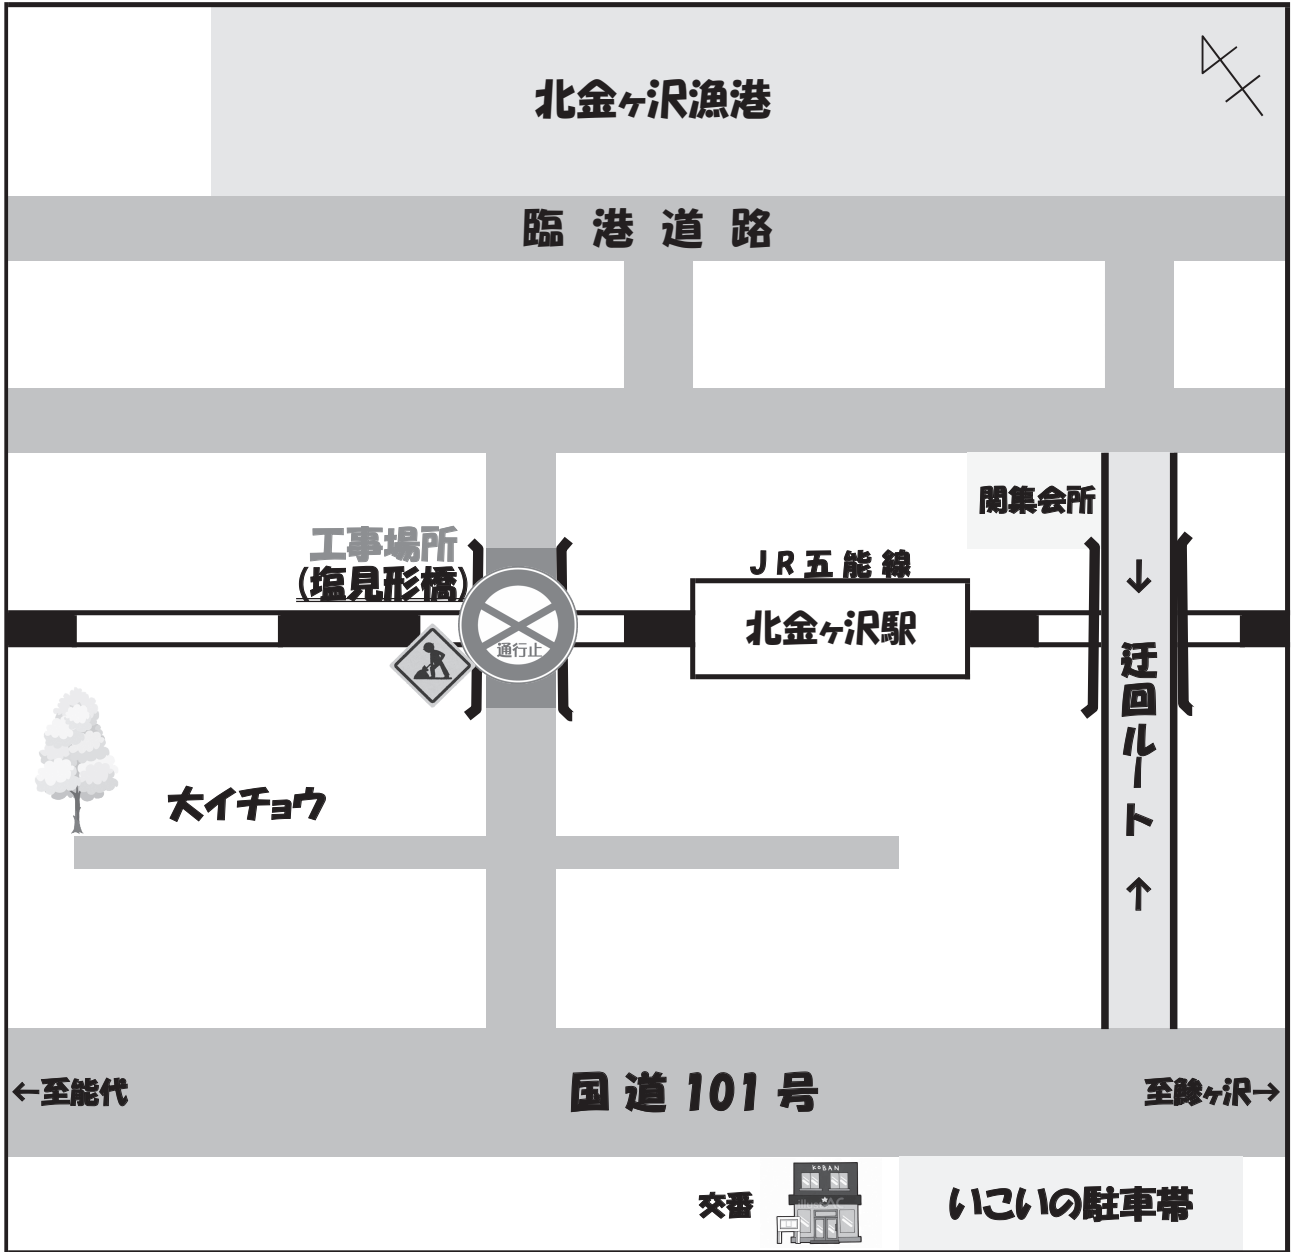 北金ヶ沢漁港
臨港道路
関集会所
工事場所
(塩見形橋)
JR五能線
北金ヶ沢駅
通行止
↓迂回ルート↑
大イチョウ
←至能代
国道101号
至鰺ヶ沢→
KOBAN
交番
いこいの駐車帯